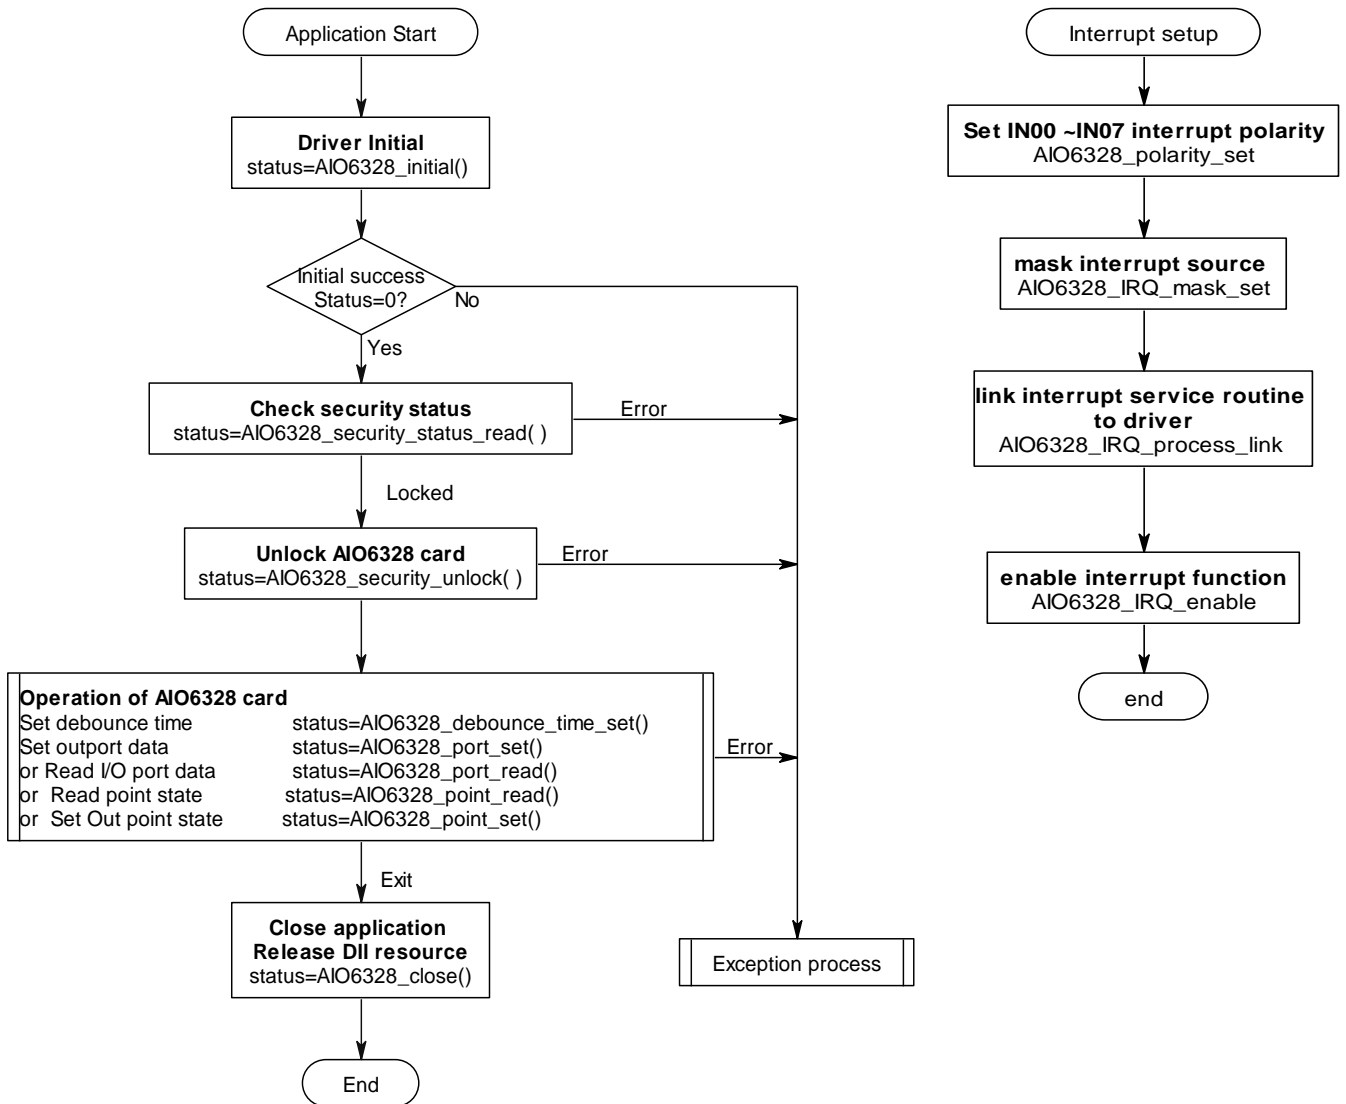 Application Start
Driver Initial
status=AIO6328_initial()
Initial success
Status=0?
No
Yes
Check security status
status=AIO6328_security_status_read( )
Error
Locked
Unlock AIO6328 card
status=AIO6328_security_unlock( )
Error
Operation of AIO6328 card
Set debounce time status=AIO6328_debounce_time_set()
Set outport data status=AIO6328_port_set()
or Read I/O port data status=AIO6328_port_read()
or Read point state status=AIO6328_point_read()
or Set Out point state status=AIO6328_point_set()
Error
Exit
Close application
Release Dll resource
status=AIO6328_close()
Exception process
End
Interrupt setup
Set IN00 ~IN07 interrupt polarity
AIO6328_polarity_set
mask interrupt source
AIO6328_IRQ_mask_set
link interrupt service routine
to driver
AIO6328_IRQ_process_link
enable interrupt function
AIO6328_IRQ_enable
end